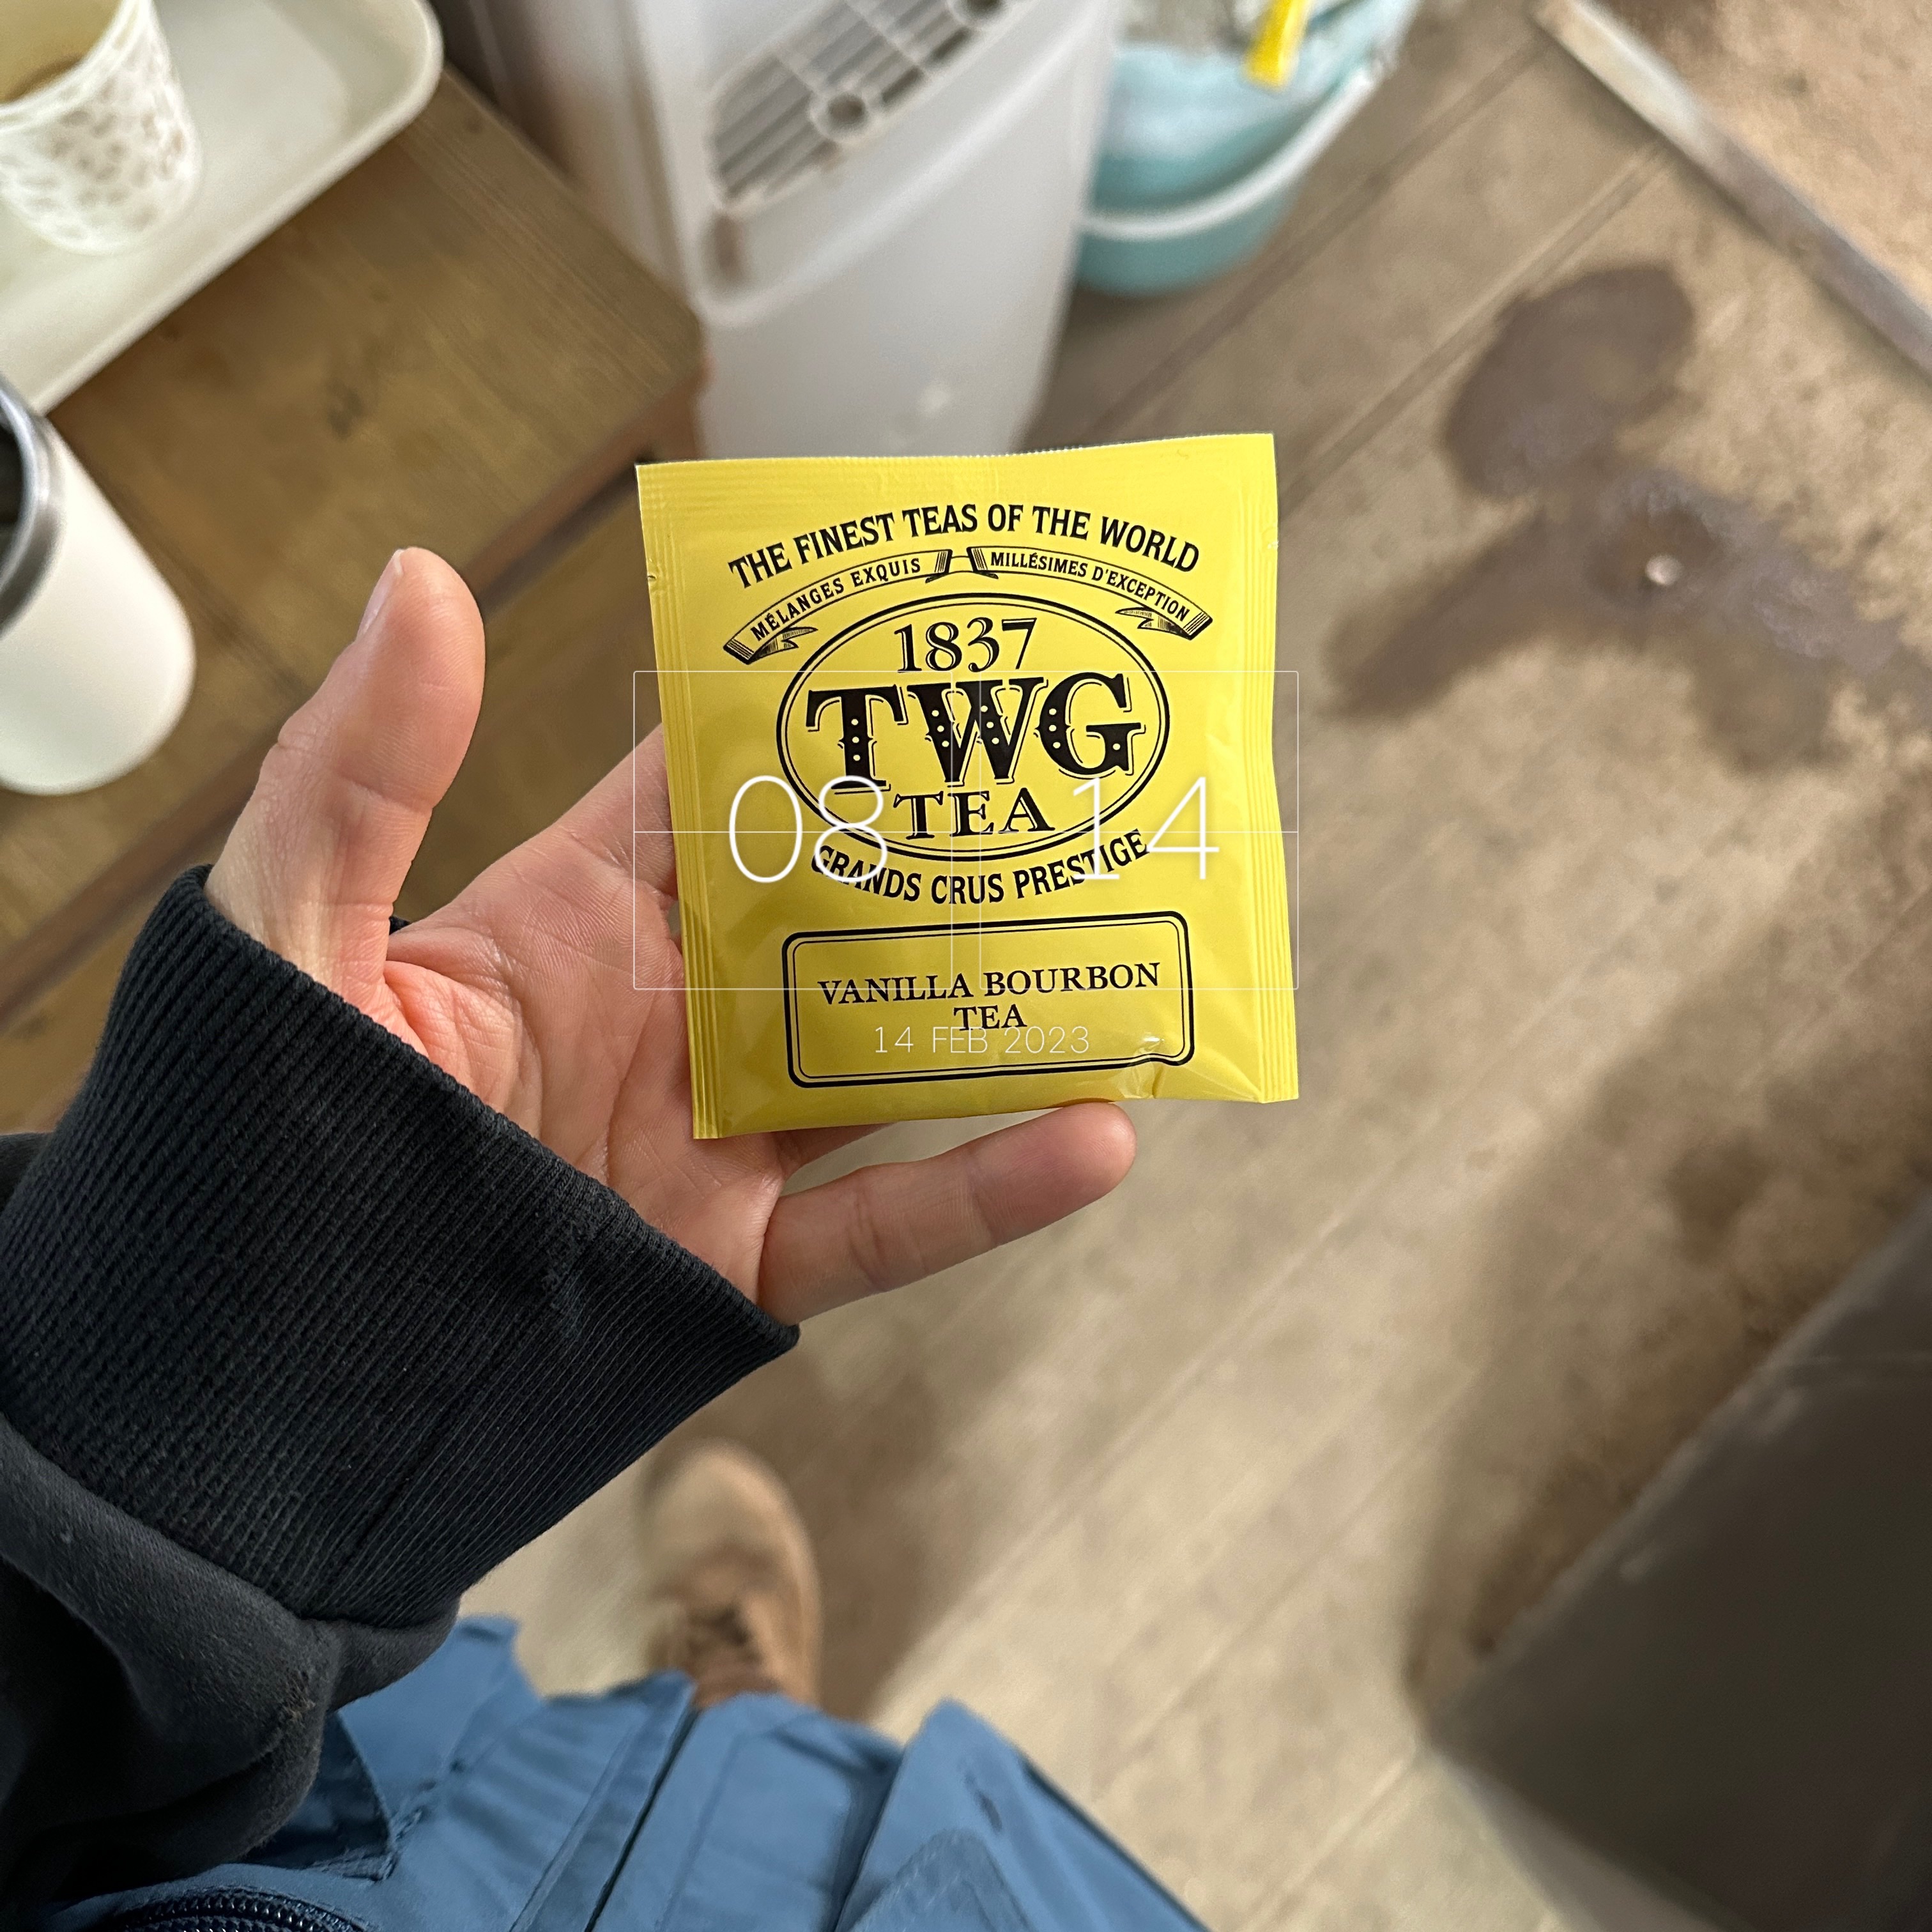 THE FINEST TEAS OF THE WORLD
MÉLANGES EXQUIS MILLÉSIMES D'EXCEPTION
1837
TWG
TEA
08 14
GRANDS CRUS PRESTIGE
VANILLA BOURBON
TEA
14 FEB 2023